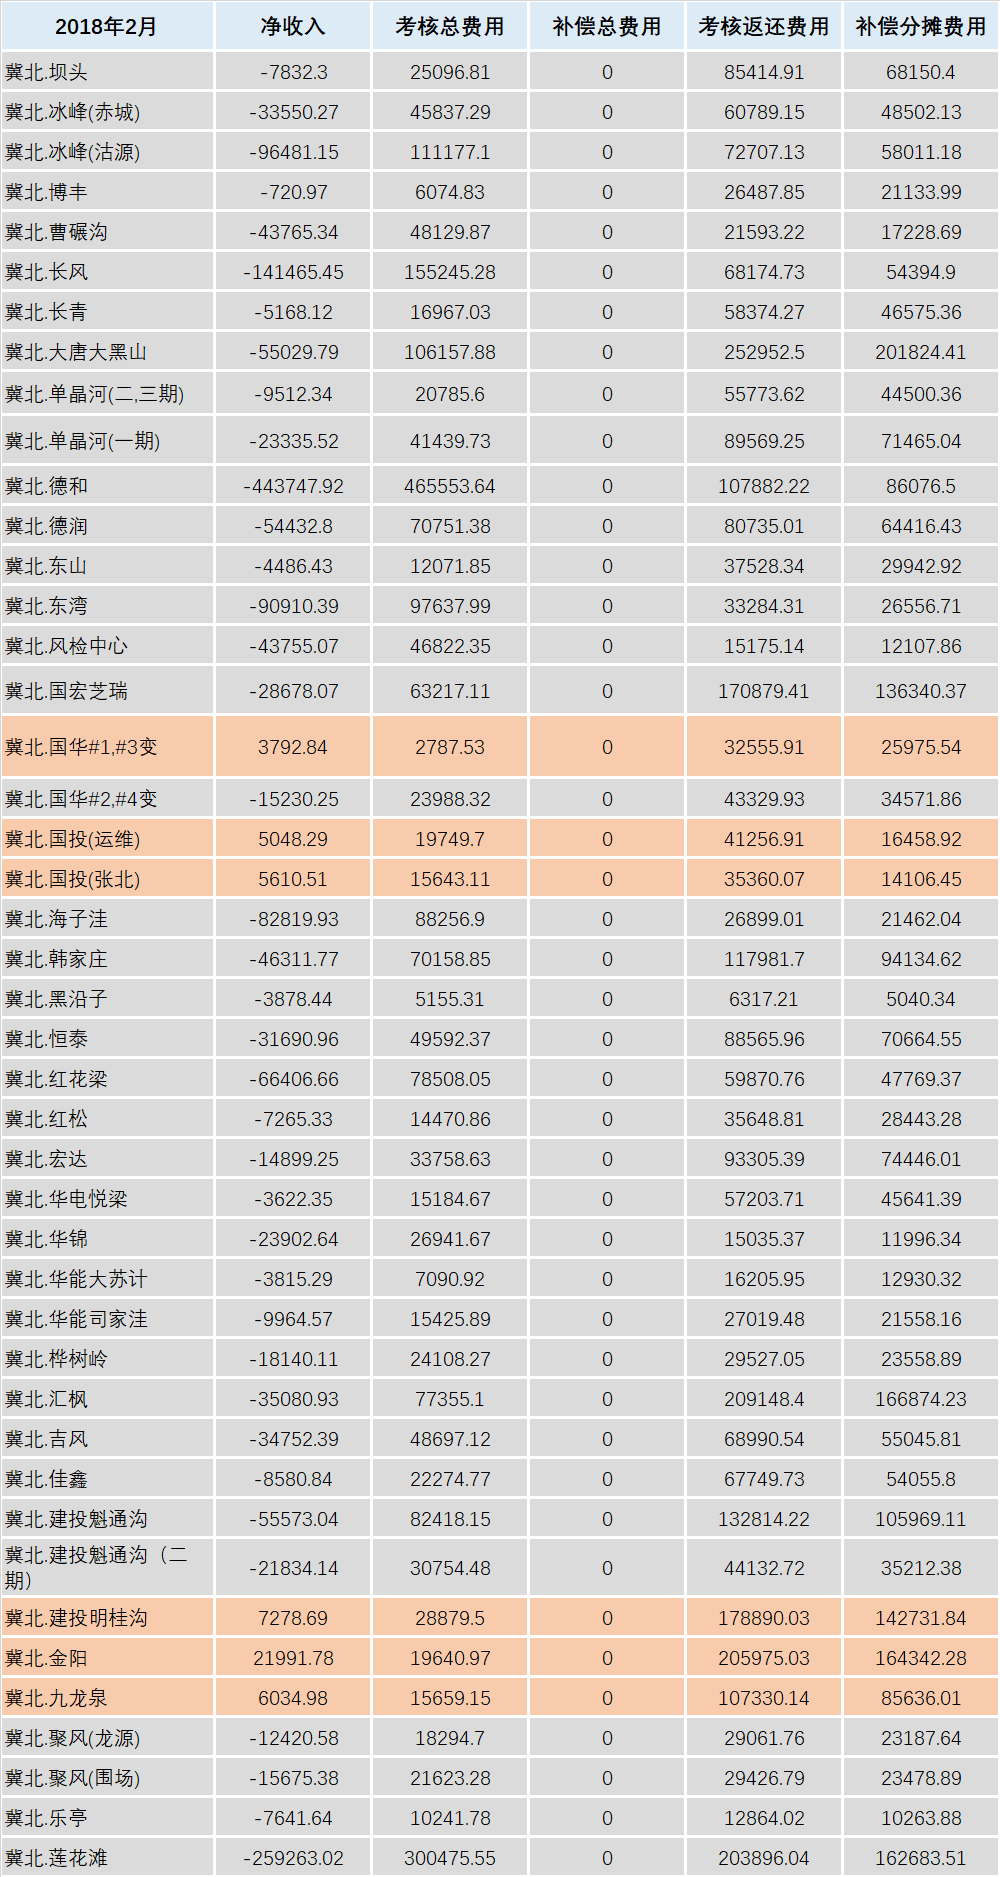 2018年2月 净收入 考核总费用 补偿总费用 考核返还费用 补偿分摊费用
冀北.坝头 -7832.3 25096.81 0 85414.91 68150.4
冀北.冰峰(赤城) -33550.27 45837.29 0 60789.15 48502.13
冀北.冰峰(沽源) -96481.15 111177.1 0 72707.13 58011.18
冀北.博丰 -720.97 6074.83 0 26487.85 21133.99
冀北.曹碾沟 -43765.34 48129.87 0 21593.22 17228.69
冀北.长风 -141465.45 155245.28 0 68174.73 54394.9
冀北.长青 -5168.12 16967.03 0 58374.27 46575.36
冀北.大唐大黑山 -55029.79 106157.88 0 252952.5 201824.41
冀北.单晶河(二,三期) -9512.34 20785.6 0 55773.62 44500.36
冀北.单晶河(一期) -23335.52 41439.73 0 89569.25 71465.04
冀北.德和 -443747.92 465553.64 0 107882.22 86076.5
冀北.德润 -54432.8 70751.38 0 80735.01 64416.43
冀北.东山 -4486.43 12071.85 0 37528.34 29942.92
冀北.东湾 -90910.39 97637.99 0 33284.31 26556.71
冀北.风检中心 -43755.07 46822.35 0 15175.14 12107.86
冀北.国宏芝瑞 -28678.07 63217.11 0 170879.41 136340.37
冀北.国华#1,#3变 3792.84 2787.53 0 32555.91 25975.54
冀北.国华#2,#4变 -15230.25 23988.32 0 43329.93 34571.86
冀北.国投(运维) 5048.29 19749.7 0 41256.91 16458.92
冀北.国投(张北) 5610.51 15643.11 0 35360.07 14106.45
冀北.海子洼 -82819.93 88256.9 0 26899.01 21462.04
冀北.韩家庄 -46311.77 70158.85 0 117981.7 94134.62
冀北.黑沿子 -3878.44 5155.31 0 6317.21 5040.34
冀北.恒泰 -31690.96 49592.37 0 88565.96 70664.55
冀北.红花梁 -66406.66 78508.05 0 59870.76 47769.37
冀北.红松 -7265.33 14470.86 0 35648.81 28443.28
冀北.宏达 -14899.25 33758.63 0 93305.39 74446.01
冀北.华电悦梁 -3622.35 15184.67 0 57203.71 45641.39
冀北.华锦 -23902.64 26941.67 0 15035.37 11996.34
冀北.华能大苏计 -3815.29 7090.92 0 16205.95 12930.32
冀北.华能司家洼 -9964.57 15425.89 0 27019.48 21558.16
冀北.桦树岭 -18140.11 24108.27 0 29527.05 23558.89
冀北.汇枫 -35080.93 77355.1 0 209148.4 166874.23
冀北.吉风 -34752.39 48697.12 0 68990.54 55045.81
冀北.佳鑫 -8580.84 22274.77 0 67749.73 54055.8
冀北.建投魁通沟 -55573.04 82418.15 0 132814.22 105969.11
冀北.建投魁通沟（二
期） -21834.14 30754.48 0 44132.72 35212.38
冀北.建投明桂沟 7278.69 28879.5 0 178890.03 142731.84
冀北.金阳 21991.78 19640.97 0 205975.03 164342.28
冀北.九龙泉 6034.98 15659.15 0 107330.14 85636.01
冀北.聚风(龙源) -12420.58 18294.7 0 29061.76 23187.64
冀北.聚风(围场) -15675.38 21623.28 0 29426.79 23478.89
冀北.乐亭 -7641.64 10241.78 0 12864.02 10263.88
冀北.莲花滩 -259263.02 300475.55 0 203896.04 162683.51